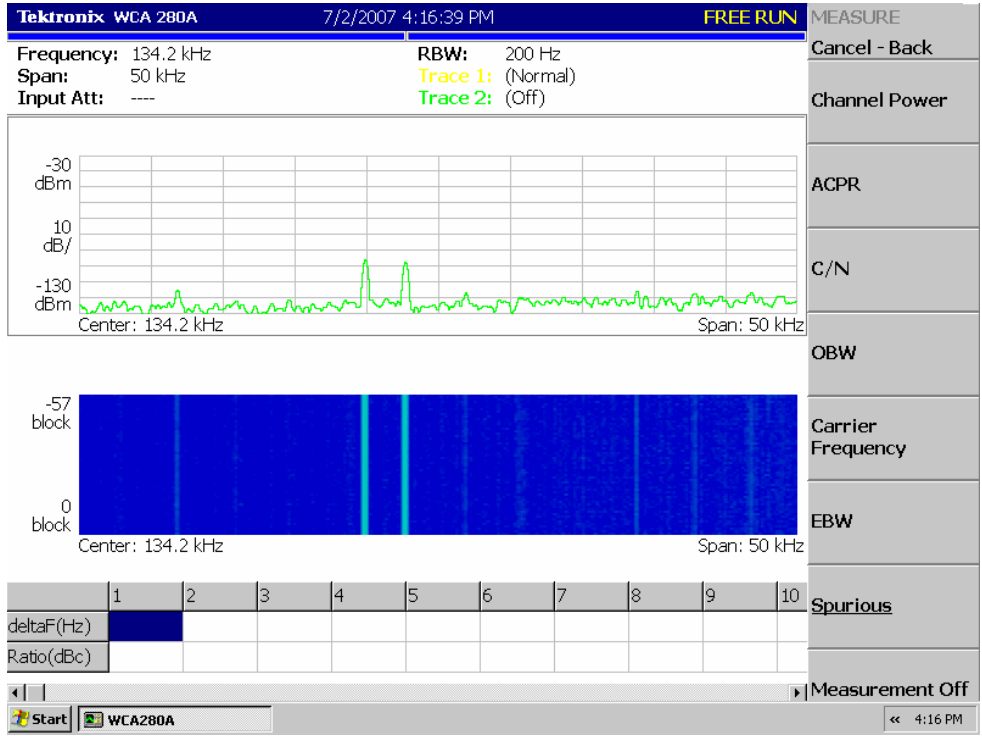 Tektronix WCA 280A 7/2/2007 4:16:39 PM FREE RUN
Frequency: 134.2 kHz RBW: 200 Hz
Span: 50 kHz Trace 1: (Normal)
Input Att: ---- Trace 2: (Off)
-30
dBm
10
dB/
-130
dBm
Center: 134.2 kHz Span: 50 kHz
-57
block
0
block
Center: 134.2 kHz Span: 50 kHz
1 2 3 4 5 6 7 8 9 10
deltaF(Hz)
Ratio(dBc)
MEASURE
Cancel - Back
Channel Power
ACPR
C/N
OBW
Carrier
Frequency
EBW
Spurious
Measurement Off
Start WCA280A « 4:16 PM